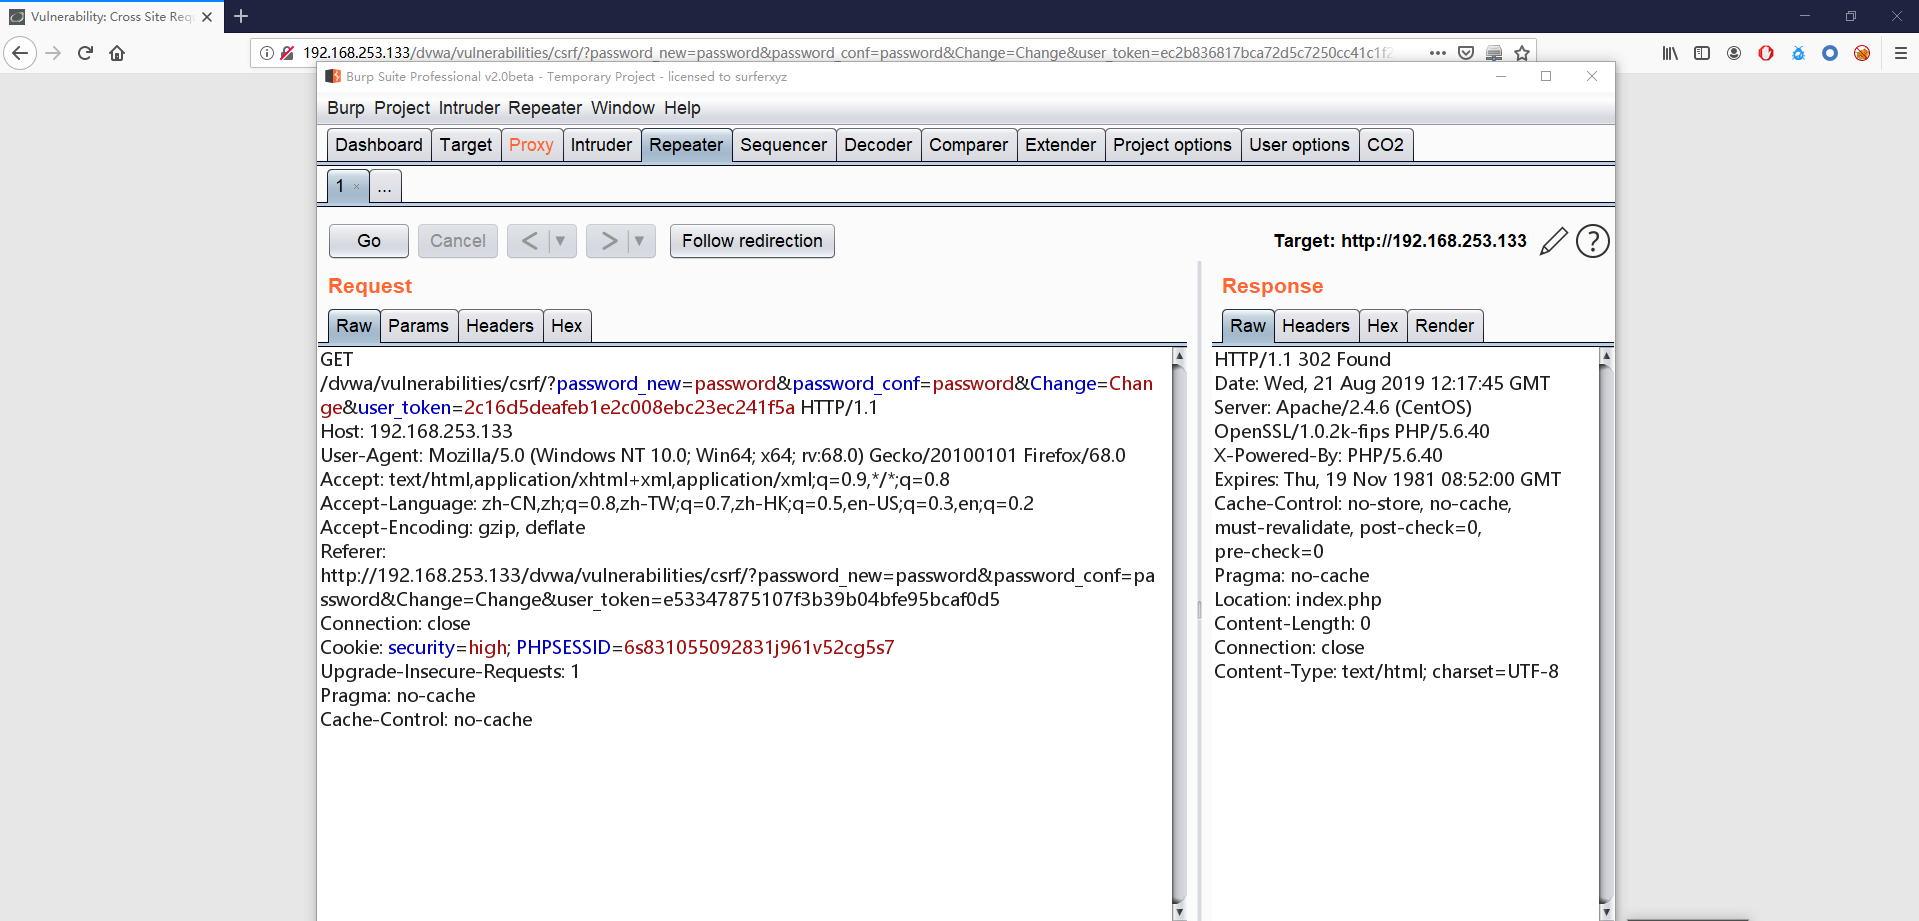 Vulnerability: Cross Site Req
192.168.253.133/dvwa/vulnerabilities/csrf/?password_new=password&password_conf=password&Change=Change&user_token=ec2b836817bca72d5c7250cc41c1f2
Burp Suite Professional v2.0beta - Temporary Project - licensed to surferxyz
Burp Project Intruder Repeater Window Help
Dashboard Target Proxy Intruder Repeater Sequencer Decoder Comparer Extender Project options User options CO2
1 × ...
Go Cancel < > Follow redirection Target: http://192.168.253.133 ?
Request
Raw Params Headers Hex
GET
/dvwa/vulnerabilities/csrf/?password_new=password&password_conf=password&Change=Chan
ge&user_token=2c16d5deafeb1e2c008ebc23ec241f5a HTTP/1.1
Host: 192.168.253.133
User-Agent: Mozilla/5.0 (Windows NT 10.0; Win64; x64; rv:68.0) Gecko/20100101 Firefox/68.0
Accept: text/html,application/xhtml+xml,application/xml;q=0.9,*/*;q=0.8
Accept-Language: zh-CN,zh;q=0.8,zh-TW;q=0.7,zh-HK;q=0.5,en-US;q=0.3,en;q=0.2
Accept-Encoding: gzip, deflate
Referer:
http://192.168.253.133/dvwa/vulnerabilities/csrf/?password_new=password&password_conf=pa
ssword&Change=Change&user_token=e53347875107f3b39b04bfe95bcaf0d5
Connection: close
Cookie: security=high; PHPSESSID=6s831055092831j961v52cg5s7
Upgrade-Insecure-Requests: 1
Pragma: no-cache
Cache-Control: no-cache
Response
Raw Headers Hex Render
HTTP/1.1 302 Found
Date: Wed, 21 Aug 2019 12:17:45 GMT
Server: Apache/2.4.6 (CentOS)
OpenSSL/1.0.2k-fips PHP/5.6.40
X-Powered-By: PHP/5.6.40
Expires: Thu, 19 Nov 1981 08:52:00 GMT
Cache-Control: no-store, no-cache,
must-revalidate, post-check=0,
pre-check=0
Pragma: no-cache
Location: index.php
Content-Length: 0
Connection: close
Content-Type: text/html; charset=UTF-8